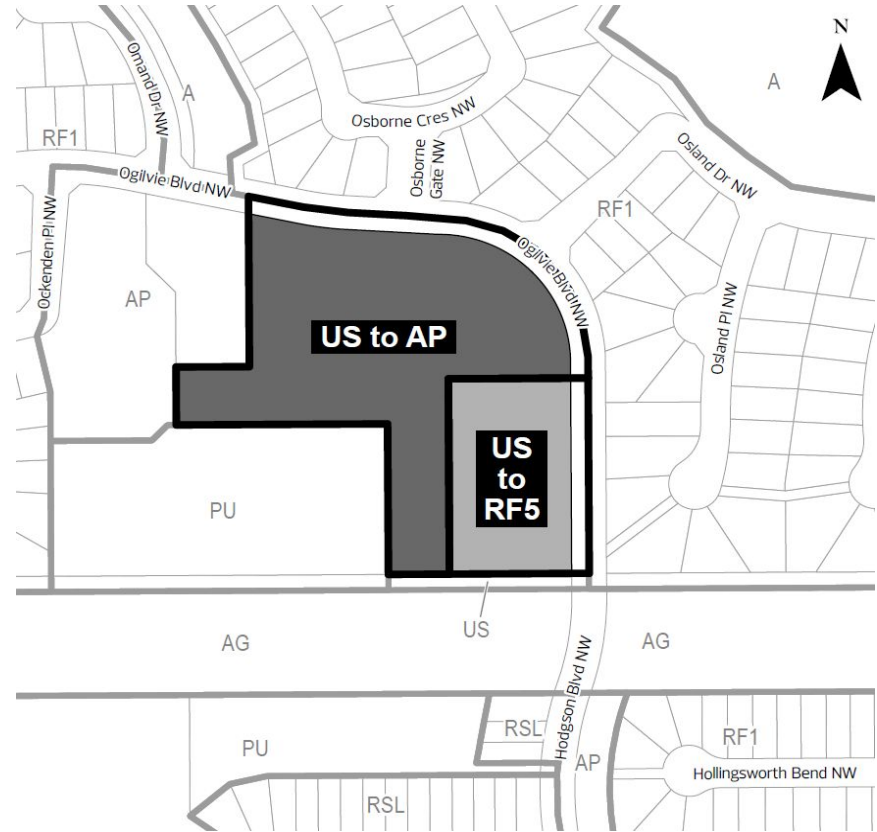 N
Omand Dr NW
A
A
Osborne Cres NW
RF1
Osborne
Gate NW
Osland Dr NW
Ogilvie Blvd NW
RF1
Ockenden Pl NW
Ogilvie Blvd NW
AP
US to AP
Osland Pl NW
US
to
RF5
PU
US
AG
AG
Hodgson Blvd NW
RSL
PU
AP
RF1
Hollingsworth Bend NW
RSL